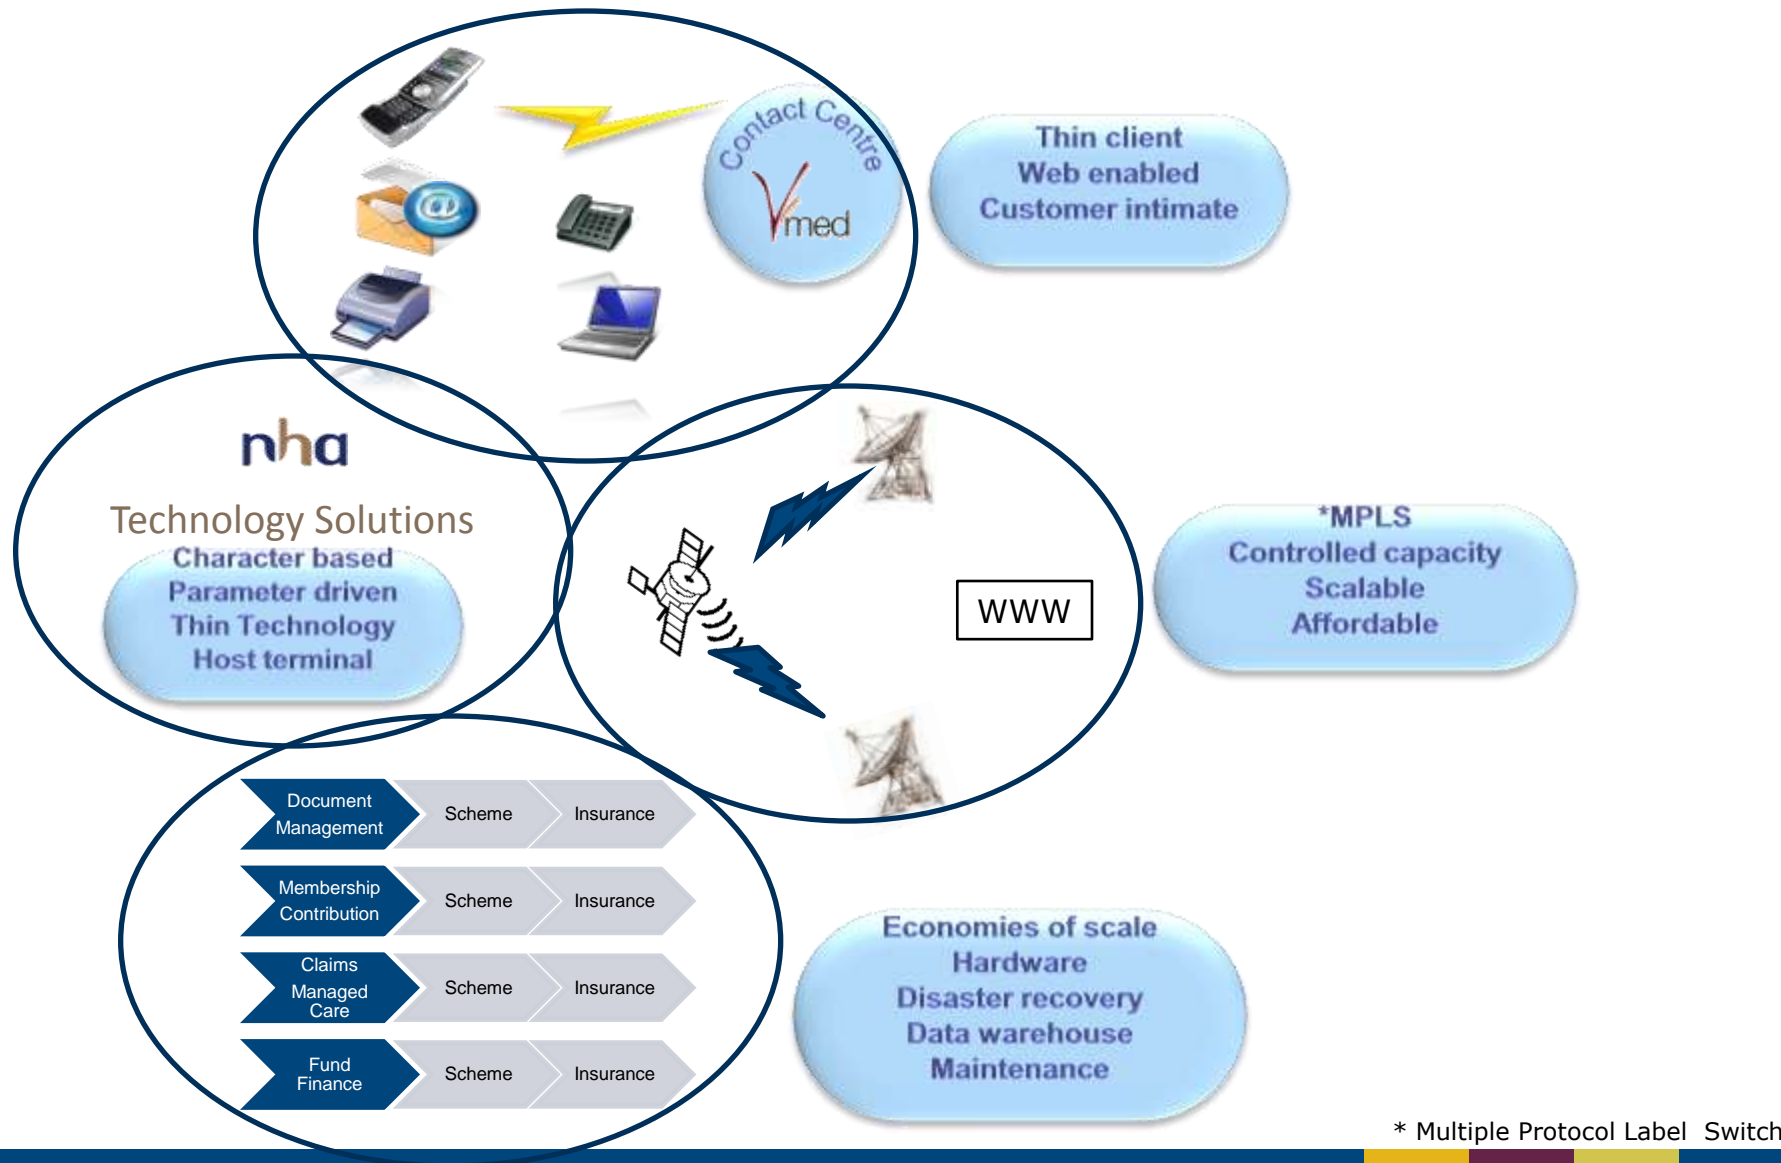 Contact Centre
Vmed
Thin client
Web enabled
Customer intimate
nha
Technology Solutions
Character based
Parameter driven
Thin Technology
Host terminal
@
WWW
*MPLS
Controlled capacity
Scalable
Affordable
Document
Management
Scheme
Insurance
Membership
Contribution
Scheme
Insurance
Claims
Managed
Care
Scheme
Insurance
Fund
Finance
Scheme
Insurance
Economies of scale
Hardware
Disaster recovery
Data warehouse
Maintenance
* Multiple Protocol Label Switch